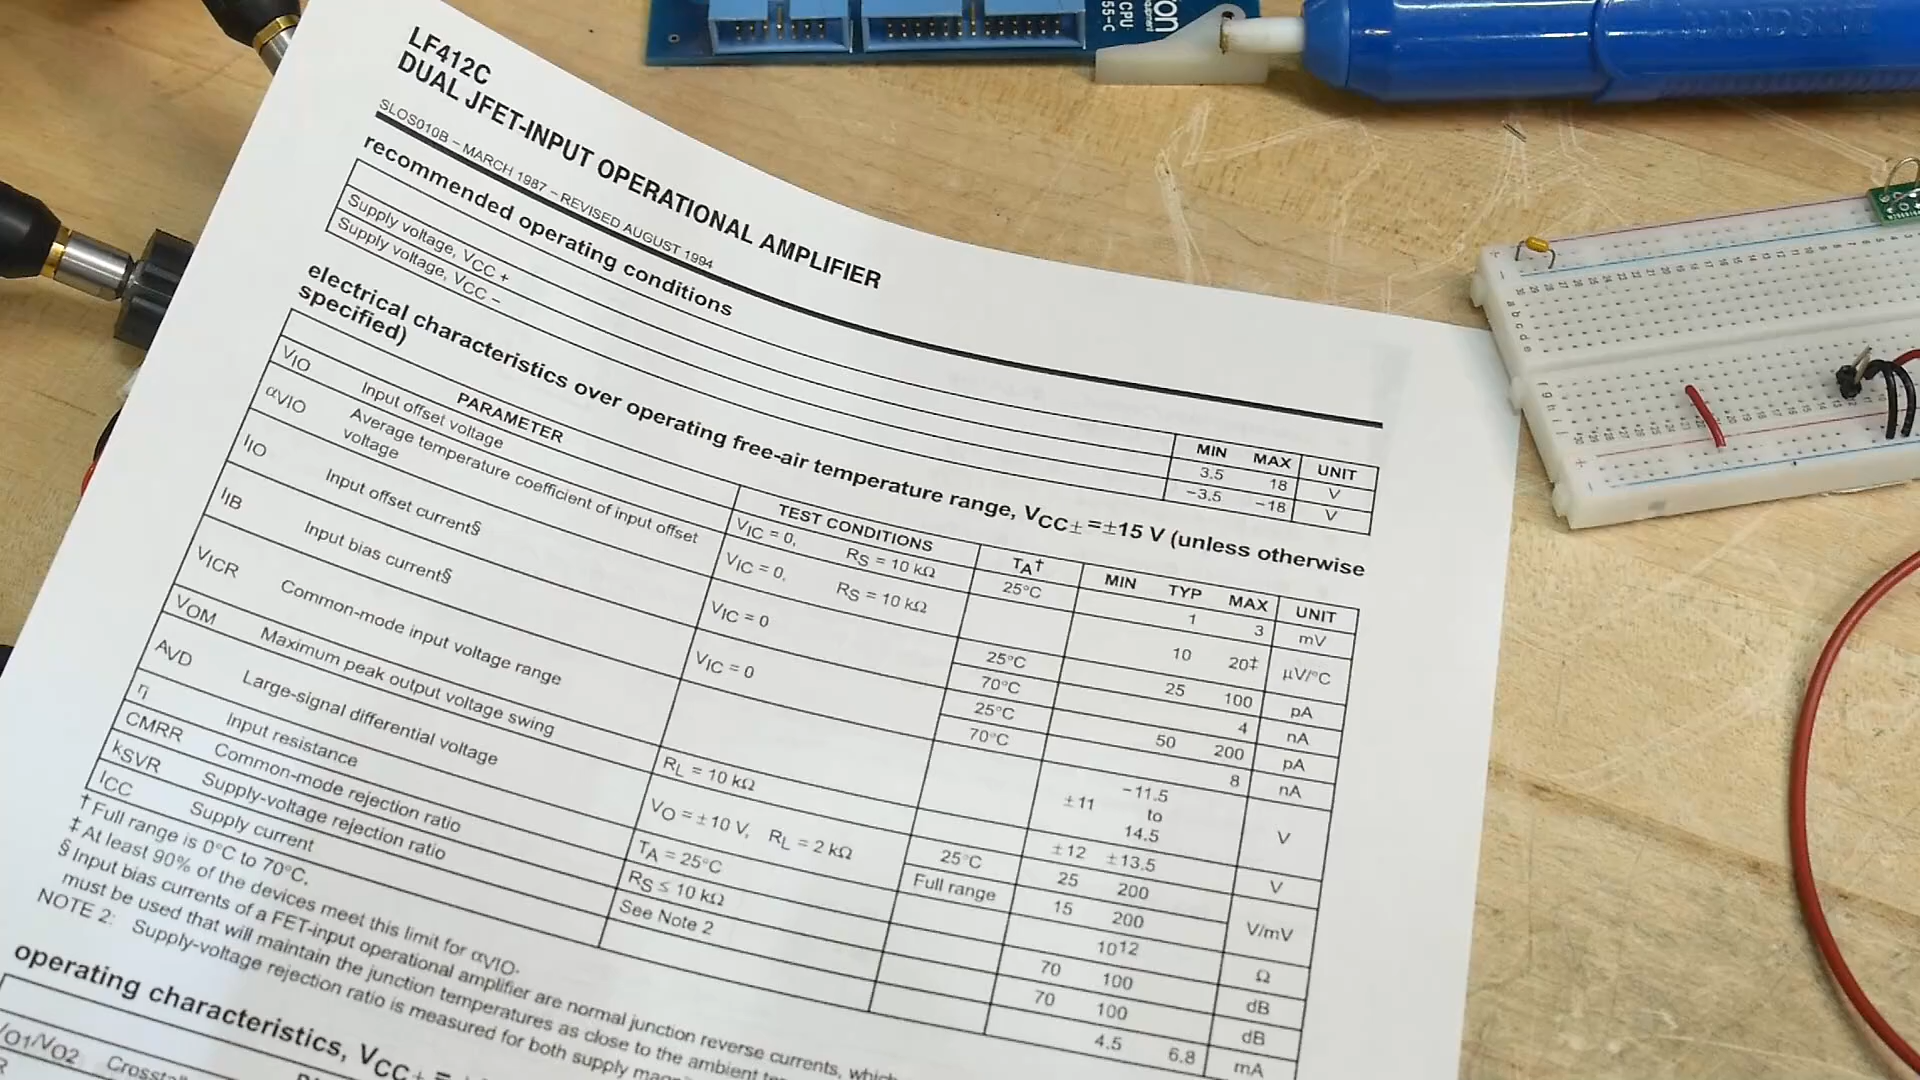 LF412C
DUAL JFET-INPUT OPERATIONAL AMPLIFIER
SLOS010B – MARCH 1987 – REVISED AUGUST 1994
recommended operating conditions
MIN MAX UNIT
Supply voltage, VCC + 3.5 18 V
Supply voltage, VCC – −3.5 −18 V
electrical characteristics over operating free-air temperature range, VCC± = ±15 V (unless otherwise
specified)
PARAMETER TEST CONDITIONS TA† MIN TYP MAX UNIT
VIO Input offset voltage VIC = 0, RS = 10 kΩ 25°C 1 3 mV
αVIO Average temperature coefficient of input offset
voltage VIC = 0, RS = 10 kΩ 10 20‡ μV/°C
IIO Input offset current§ VIC = 0 25°C 25 100 pA
70°C 4 nA
IIB Input bias current§ VIC = 0 25°C 50 200 pA
70°C 8 nA
VICR Common-mode input voltage range ±11 −11.5
to
14.5 V
VOM Maximum peak output voltage swing RL = 10 kΩ ±12 ±13.5 V
AVD Large-signal differential voltage VO = ±10 V, RL = 2 kΩ 25°C 25 200 V/mV
Full range 15 200
ri Input resistance TA = 25°C 10¹² Ω
CMRR Common-mode rejection ratio RS ≤ 10 kΩ 70 100 dB
kSVR Supply-voltage rejection ratio See Note 2 70 100 dB
ICC Supply current 4.5 6.8 mA
† Full range is 0°C to 70°C.
‡ At least 90% of the devices meet this limit for αVIO.
§ Input bias currents of a FET-input operational amplifier are normal junction reverse currents, which
must be used that will maintain the junction temperatures as close to the ambient
NOTE 2: Supply-voltage rejection ratio is measured for both supply
operating characteristics, VCC± =
VO1/VO2
CPU
55-C